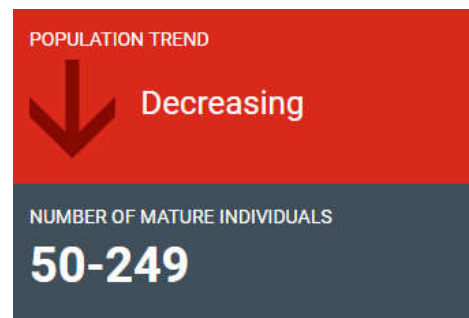 POPULATION TREND
Decreasing
NUMBER OF MATURE INDIVIDUALS
50-249